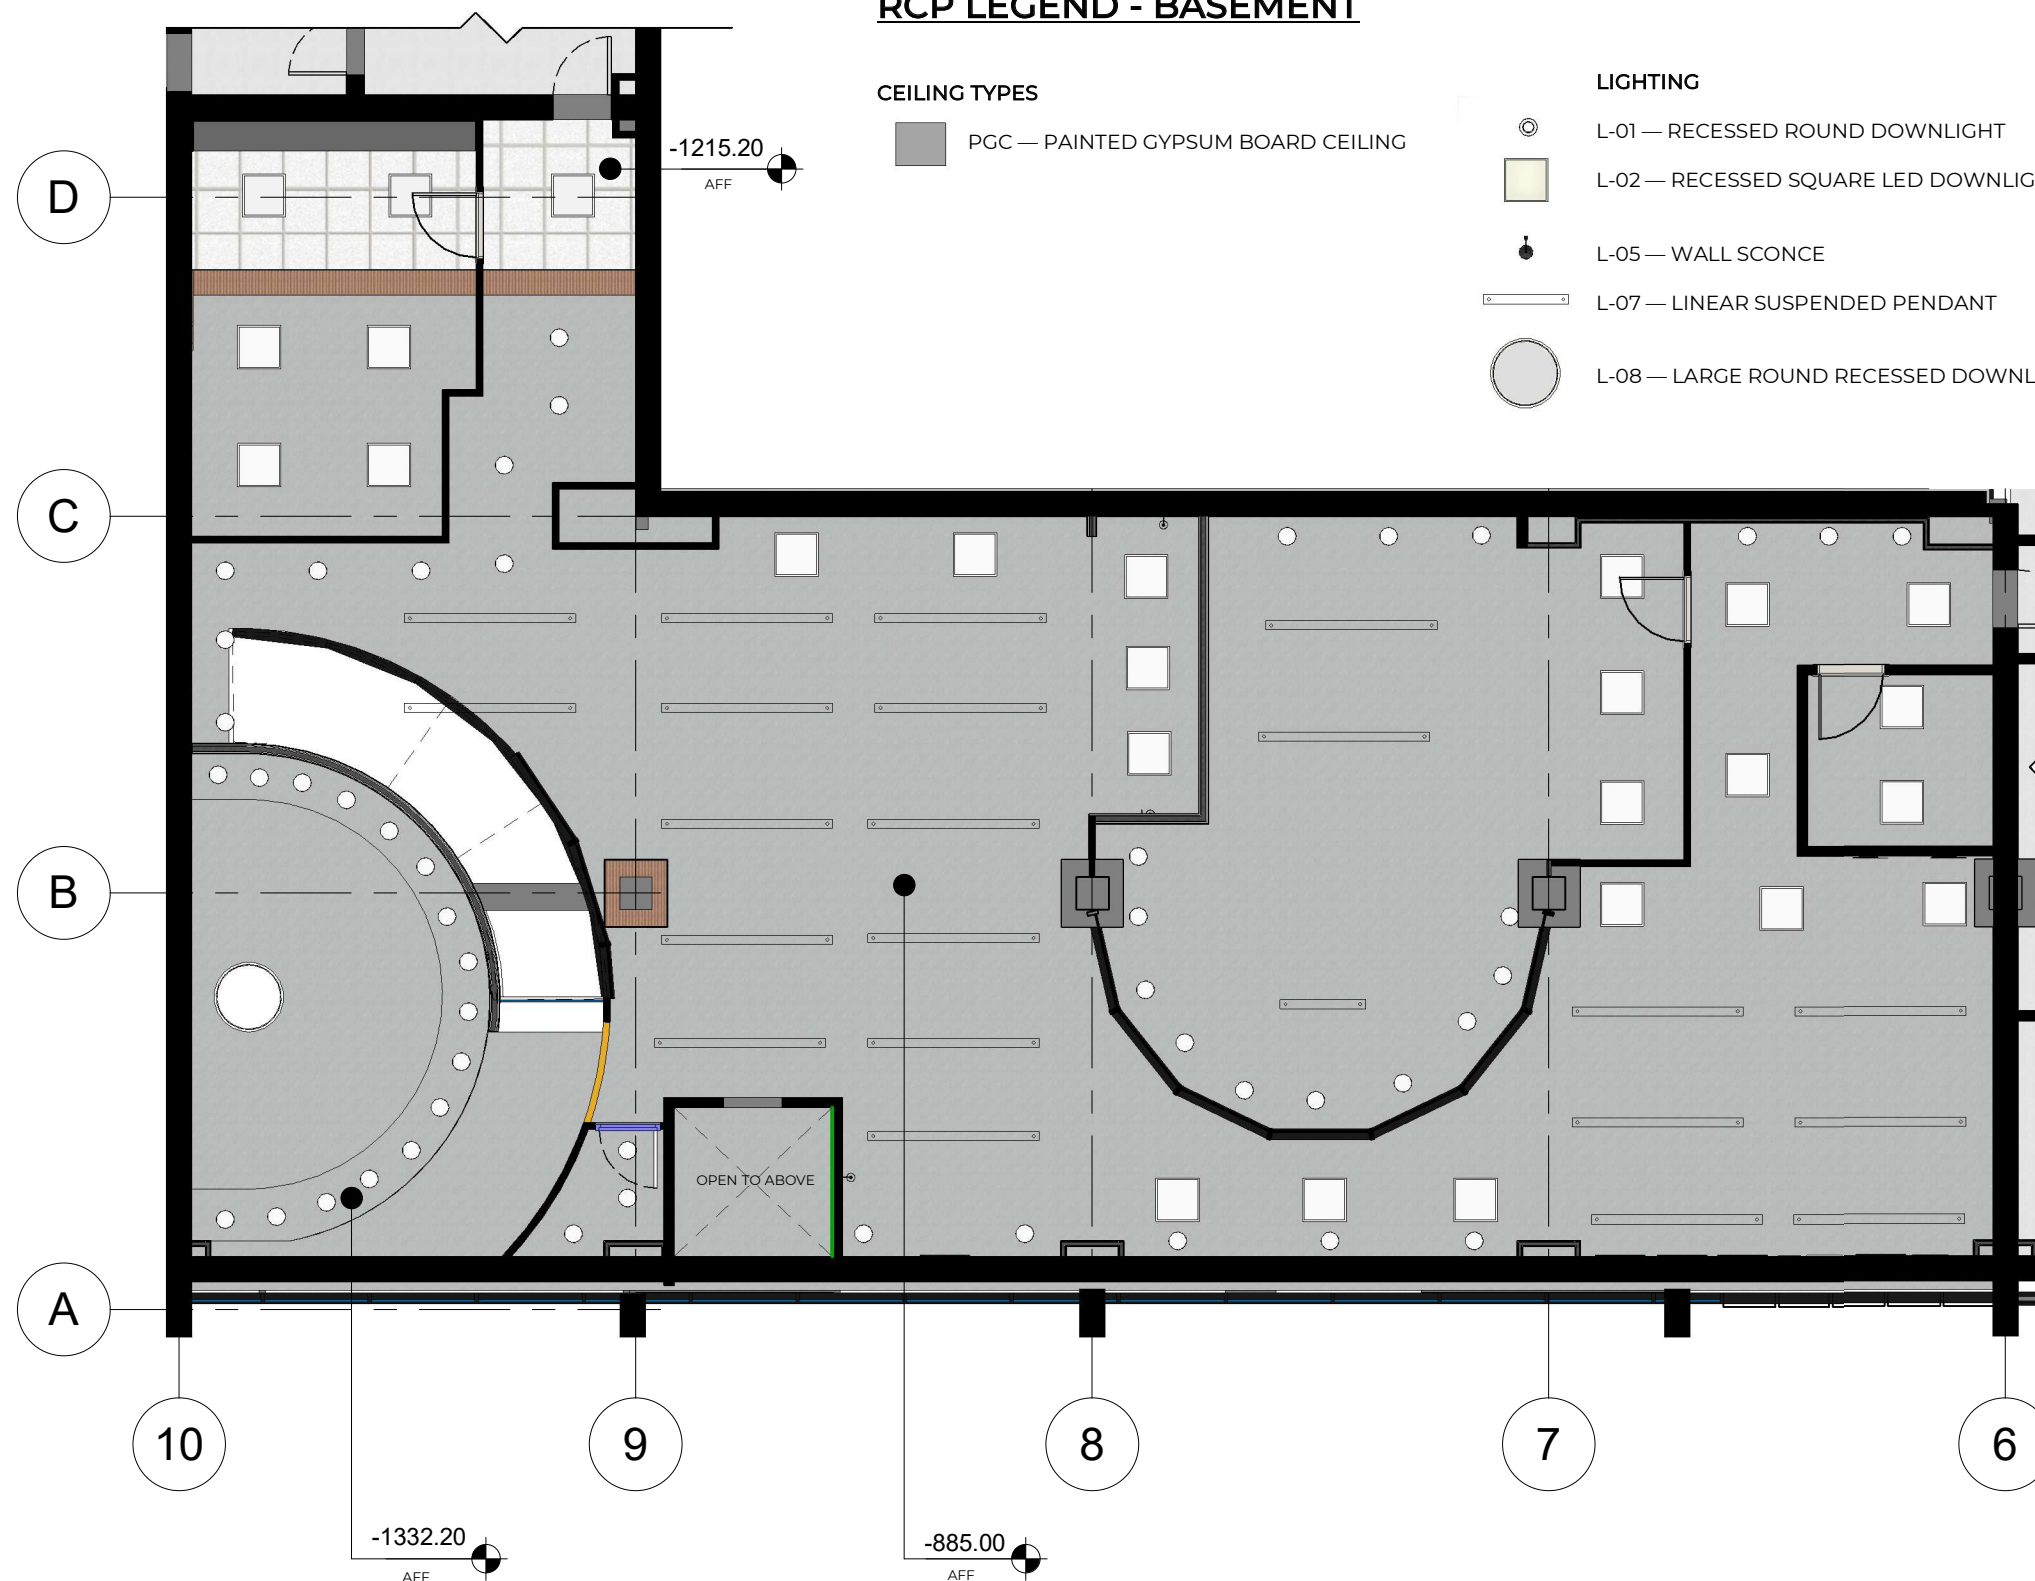 RCP LEGEND - BASEMENT
CEILING TYPES
PGC — PAINTED GYPSUM BOARD CEILING
LIGHTING
L-01 — RECESSED ROUND DOWNLIGHT
L-02 — RECESSED SQUARE LED DOWNLIG
L-05 — WALL SCONCE
L-07 — LINEAR SUSPENDED PENDANT
L-08 — LARGE ROUND RECESSED DOWNL
-1215.20
AFF
D
C
B
A
OPEN TO ABOVE
10
9
8
7
6
-1332.20
AFF
-885.00
AFF